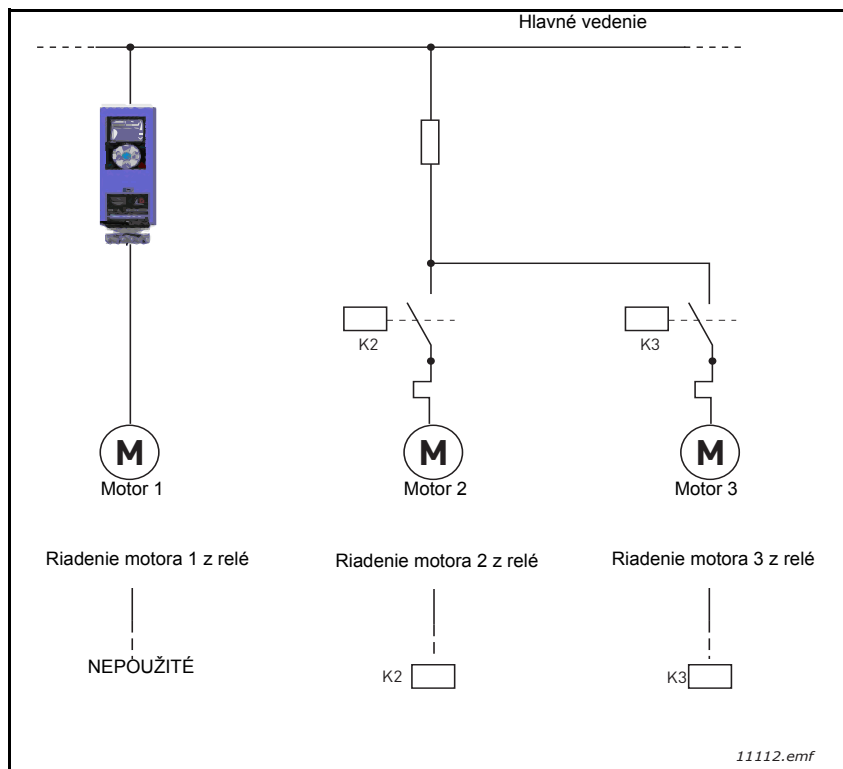 Hlavné vedenie
K2
K3
M
M
M
Motor 1
Motor 2
Motor 3
Riadenie motora 1 z relé
Riadenie motora 2 z relé
Riadenie motora 3 z relé
NEPOUŽITÉ
K2
K3
11112.emf